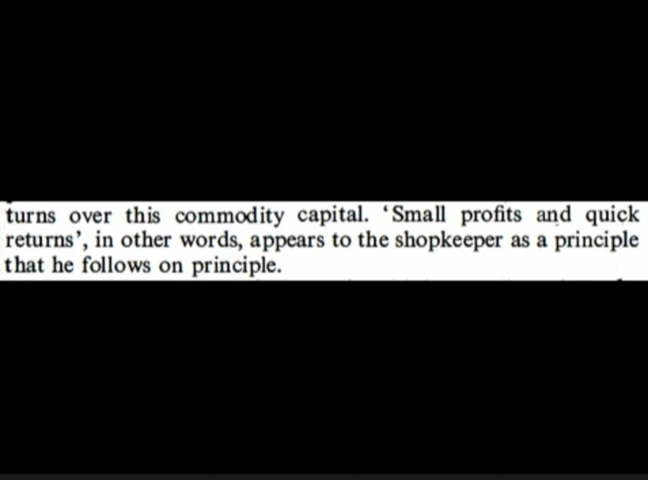 turns over this commodity capital. ‘Small profits and quick
returns’, in other words, appears to the shopkeeper as a principle
that he follows on principle.